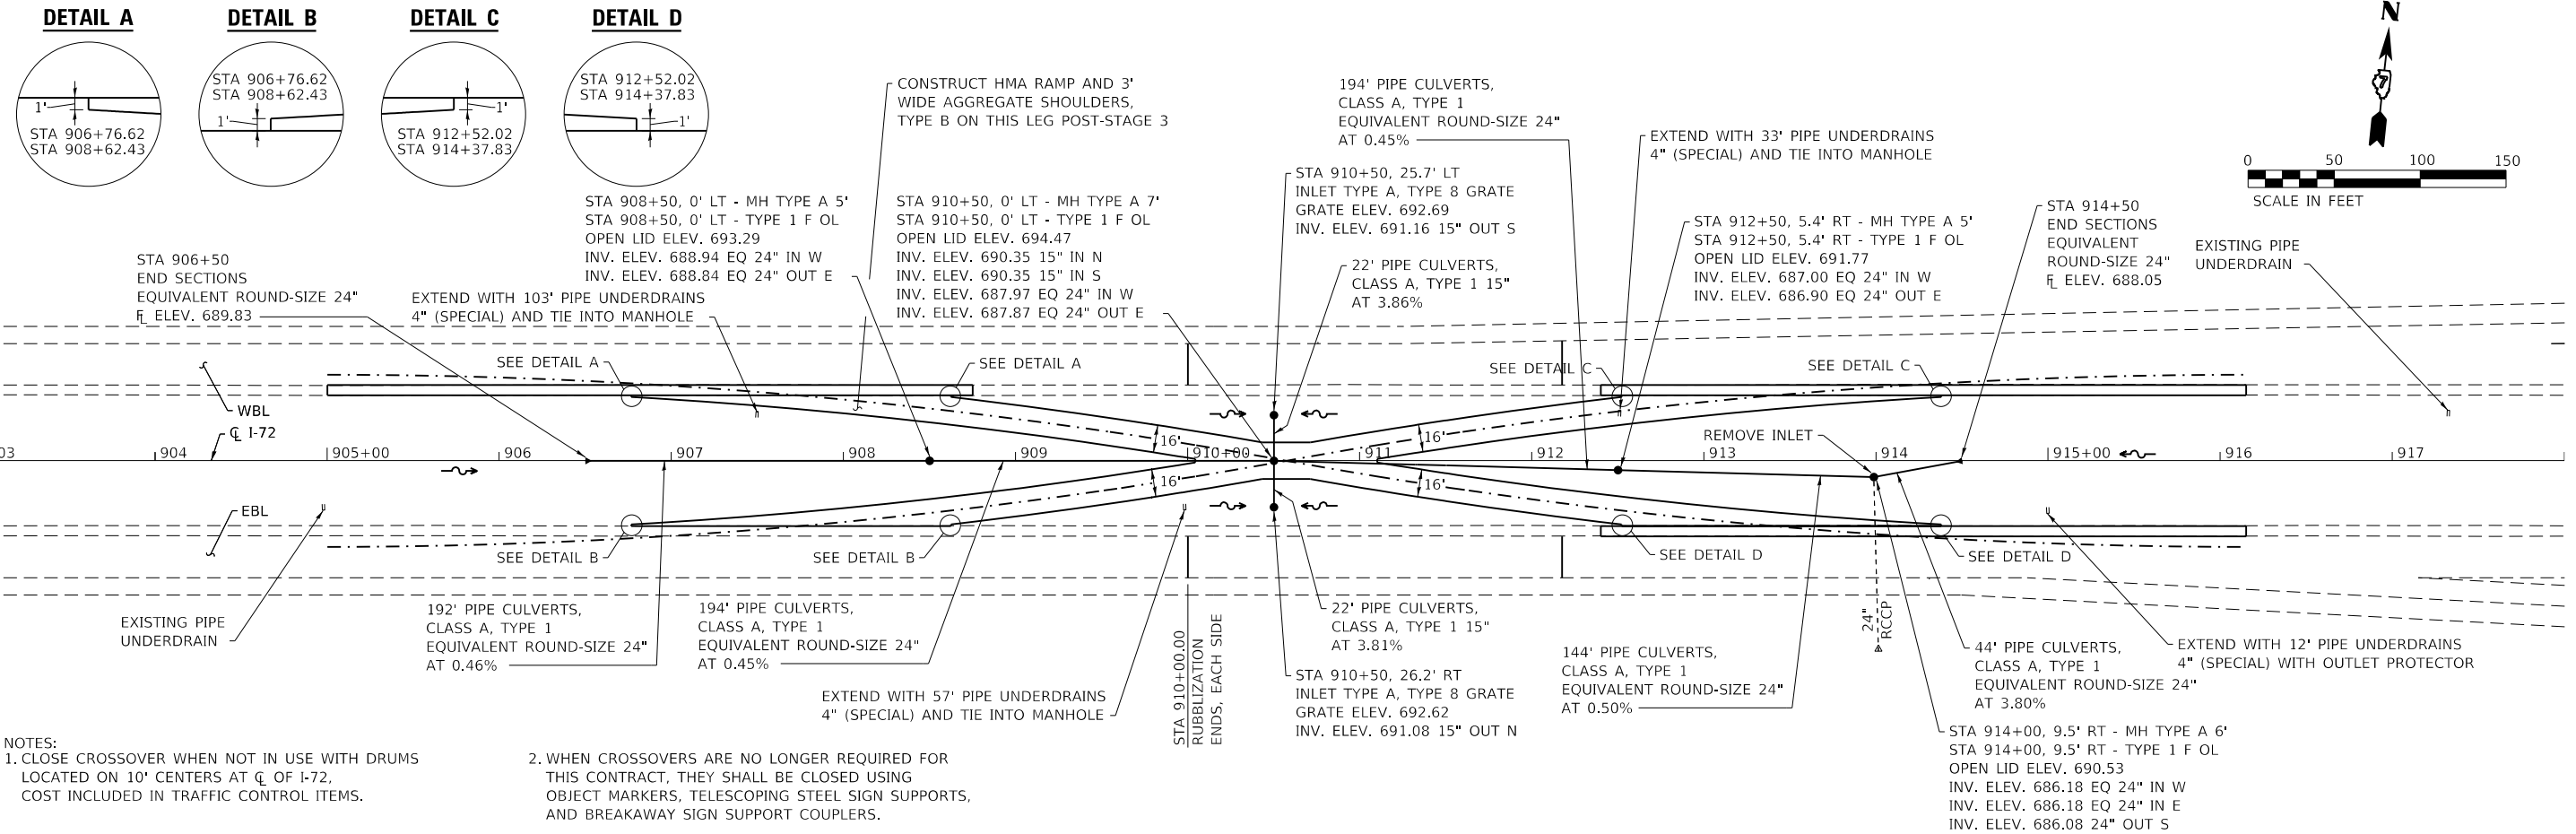 DETAIL A
1'
STA 906+76.62
STA 908+62.43
DETAIL B
STA 906+76.62
STA 908+62.43
1'
DETAIL C
1'
STA 912+52.02
STA 914+37.83
DETAIL D
STA 912+52.02
STA 914+37.83
1'
CONSTRUCT HMA RAMP AND 3'
WIDE AGGREGATE SHOULDERS,
TYPE B ON THIS LEG POST-STAGE 3
194' PIPE CULVERTS,
CLASS A, TYPE 1
EQUIVALENT ROUND-SIZE 24"
AT 0.45%
EXTEND WITH 33' PIPE UNDERDRAINS
4" (SPECIAL) AND TIE INTO MANHOLE
N
7
0 50 100 150
SCALE IN FEET
STA 906+50
END SECTIONS
EQUIVALENT ROUND-SIZE 24"
FL ELEV. 689.83
EXTEND WITH 103' PIPE UNDERDRAINS
4" (SPECIAL) AND TIE INTO MANHOLE
STA 908+50, 0' LT - MH TYPE A 5'
STA 908+50, 0' LT - TYPE 1 F OL
OPEN LID ELEV. 693.29
INV. ELEV. 688.94 EQ 24" IN W
INV. ELEV. 688.84 EQ 24" OUT E
STA 910+50, 0' LT - MH TYPE A 7'
STA 910+50, 0' LT - TYPE 1 F OL
OPEN LID ELEV. 694.47
INV. ELEV. 690.35 15" IN N
INV. ELEV. 690.35 15" IN S
INV. ELEV. 687.97 EQ 24" IN W
INV. ELEV. 687.87 EQ 24" OUT E
STA 910+50, 25.7' LT
INLET TYPE A, TYPE 8 GRATE
GRATE ELEV. 692.69
INV. ELEV. 691.16 15" OUT S
22' PIPE CULVERTS,
CLASS A, TYPE 1 15"
AT 3.86%
STA 912+50, 5.4' RT - MH TYPE A 5'
STA 912+50, 5.4' RT - TYPE 1 F OL
OPEN LID ELEV. 691.77
INV. ELEV. 687.00 EQ 24" IN W
INV. ELEV. 686.90 EQ 24" OUT E
STA 914+50
END SECTIONS
EQUIVALENT
ROUND-SIZE 24"
FL ELEV. 688.05
EXISTING PIPE
UNDERDRAIN
SEE DETAIL A
SEE DETAIL A
SEE DETAIL C
SEE DETAIL C
WBL
CL I-72
REMOVE INLET
16'
16'
03 904 905+00 906 907 908 909 910+00 911 912 913 914 915+00 916 917
16'
16'
EBL
SEE DETAIL B
SEE DETAIL B
SEE DETAIL D
SEE DETAIL D
EXISTING PIPE
UNDERDRAIN
192' PIPE CULVERTS,
CLASS A, TYPE 1
EQUIVALENT ROUND-SIZE 24"
AT 0.46%
194' PIPE CULVERTS,
CLASS A, TYPE 1
EQUIVALENT ROUND-SIZE 24"
AT 0.45%
EXTEND WITH 57' PIPE UNDERDRAINS
4" (SPECIAL) AND TIE INTO MANHOLE
STA 910+00.00
RUBBLIZATION
ENDS, EACH SIDE
22' PIPE CULVERTS,
CLASS A, TYPE 1 15"
AT 3.81%
STA 910+50, 26.2' RT
INLET TYPE A, TYPE 8 GRATE
GRATE ELEV. 692.62
INV. ELEV. 691.08 15" OUT N
144' PIPE CULVERTS,
CLASS A, TYPE 1
EQUIVALENT ROUND-SIZE 24"
AT 0.50%
24"
RCCP
44' PIPE CULVERTS,
CLASS A, TYPE 1
EQUIVALENT ROUND-SIZE 24"
AT 3.80%
EXTEND WITH 12' PIPE UNDERDRAINS
4" (SPECIAL) WITH OUTLET PROTECTOR
STA 914+00, 9.5' RT - MH TYPE A 6'
STA 914+00, 9.5' RT - TYPE 1 F OL
OPEN LID ELEV. 690.53
INV. ELEV. 686.18 EQ 24" IN W
INV. ELEV. 686.18 EQ 24" IN E
INV. ELEV. 686.08 24" OUT S
NOTES:
1. CLOSE CROSSOVER WHEN NOT IN USE WITH DRUMS
LOCATED ON 10' CENTERS AT CL OF I-72,
COST INCLUDED IN TRAFFIC CONTROL ITEMS.
2. WHEN CROSSOVERS ARE NO LONGER REQUIRED FOR
THIS CONTRACT, THEY SHALL BE CLOSED USING
OBJECT MARKERS, TELESCOPING STEEL SIGN SUPPORTS,
AND BREAKAWAY SIGN SUPPORT COUPLERS.